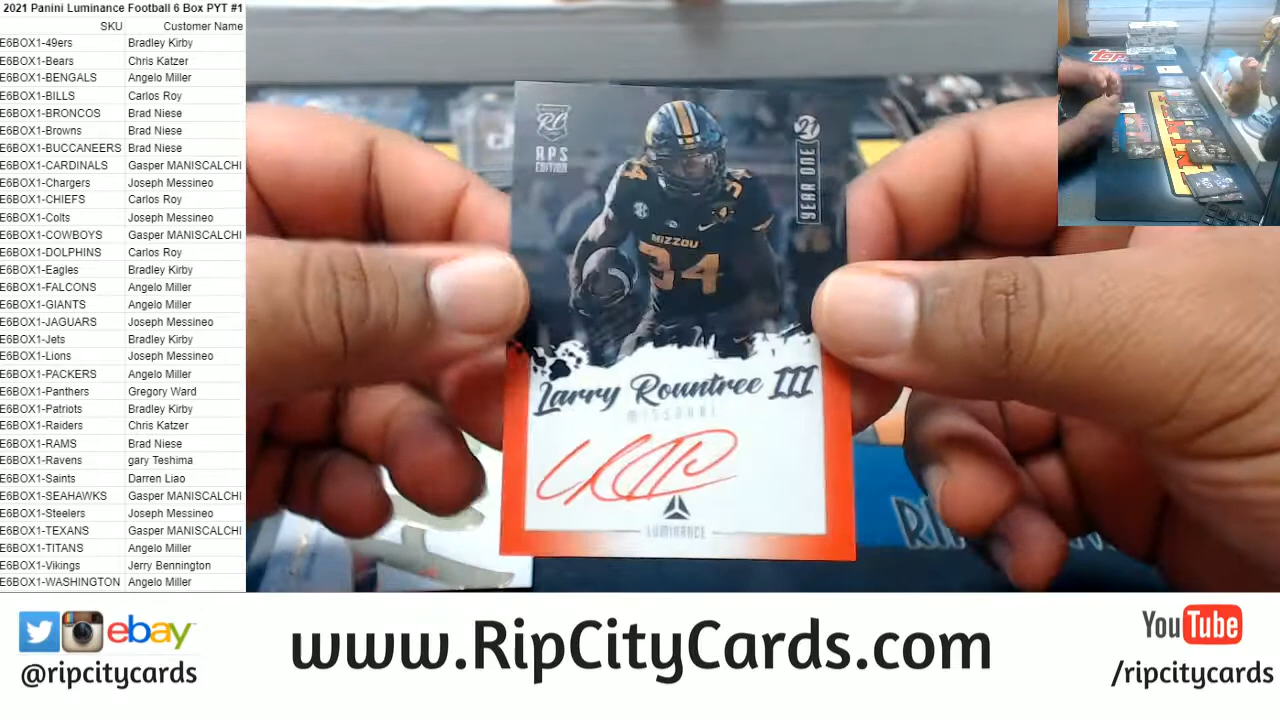 2021 Panini Luminance Football 6 Box PYT #1
SKU Customer Name
E6BOX1-49ers Bradley Kirby
E6BOX1-Bears Chris Katzer
E6BOX1-BENGALS Angelo Miller
E6BOX1-BILLS Carlos Roy
E6BOX1-BRONCOS Brad Niese
E6BOX1-Browns Brad Niese
E6BOX1-BUCCANEERS Brad Niese
E6BOX1-CARDINALS Gasper MANISCALCHI
E6BOX1-Chargers Joseph Messineo
E6BOX1-CHIEFS Carlos Roy
E6BOX1-Colts Joseph Messineo
E6BOX1-COWBOYS Gasper MANISCALCHI
E6BOX1-DOLPHINS Carlos Roy
E6BOX1-Eagles Bradley Kirby
E6BOX1-FALCONS Angelo Miller
E6BOX1-GIANTS Angelo Miller
E6BOX1-JAGUARS Joseph Messineo
E6BOX1-Jets Bradley Kirby
E6BOX1-Lions Joseph Messineo
E6BOX1-PACKERS Angelo Miller
E6BOX1-Panthers Gregory Ward
E6BOX1-Patriots Bradley Kirby
E6BOX1-Raiders Chris Katzer
E6BOX1-RAMS Brad Niese
E6BOX1-Ravens gary Teshima
E6BOX1-Saints Darren Liao
E6BOX1-SEAHAWKS Gasper MANISCALCHI
E6BOX1-Steelers Joseph Messineo
E6BOX1-TEXANS Gasper MANISCALCHI
E6BOX1-TITANS Angelo Miller
E6BOX1-Vikings Jerry Bennington
E6BOX1-WASHINGTON Angelo Miller
RC
RPS
EDITION
YEAR ONE 21
MIZZOU
34
34
Larry Rountree III
MISSOURI
LUMINANCE
topps
ebay
@ripcitycards
www.RipCityCards.com
YouTube
/ripcitycards